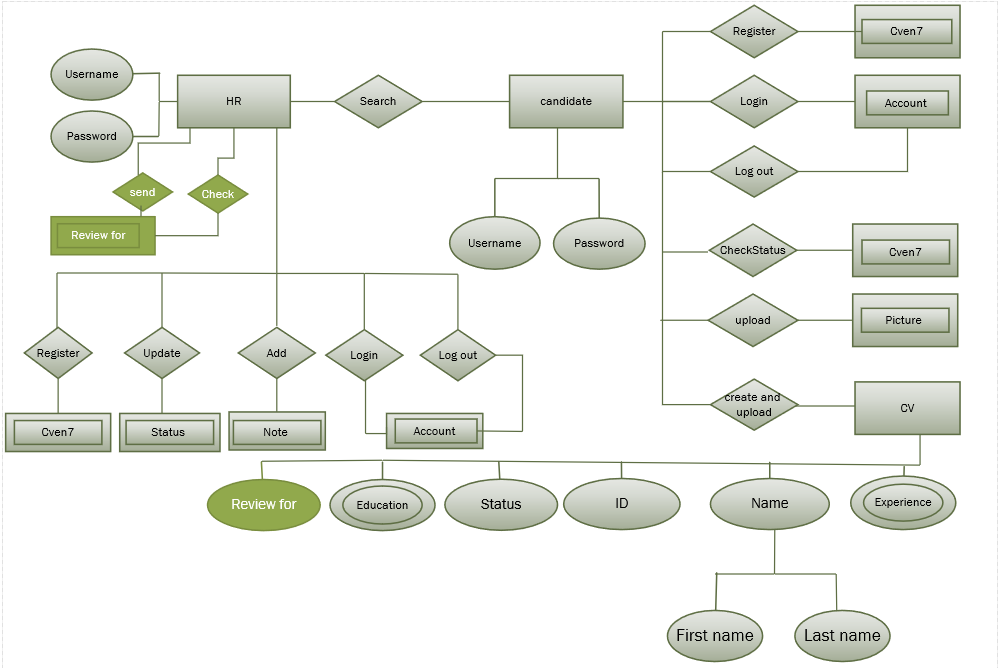 Register
Cven7
Username
HR
Search
candidate
Login
Account
Password
Log out
send
Check
Review for
Username
Password
CheckStatus
Cven7
upload
Picture
Register
Update
Add
Login
Log out
create and
upload
CV
Cven7
Status
Note
Account
Review for
Education
Status
ID
Name
Experience
First name
Last name